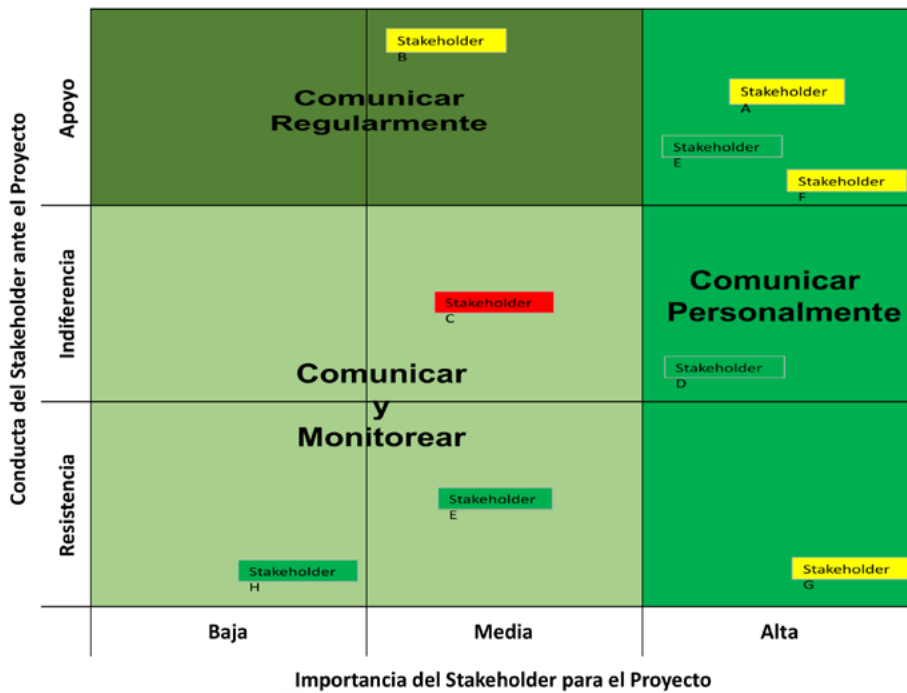 Conducta del Stakeholder ante el Proyecto
Apoyo
Indiferencia
Resistencia
Stakeholder
B
Comunicar
Regularmente
Stakeholder
A
Stakeholder
E
Stakeholder
F
Stakeholder
C
Comunicar
Personalmente
Stakeholder
D
Comunicar
y
Monitorear
Stakeholder
E
Stakeholder
H
Stakeholder
G
Baja
Media
Alta
Importancia del Stakeholder para el Proyecto